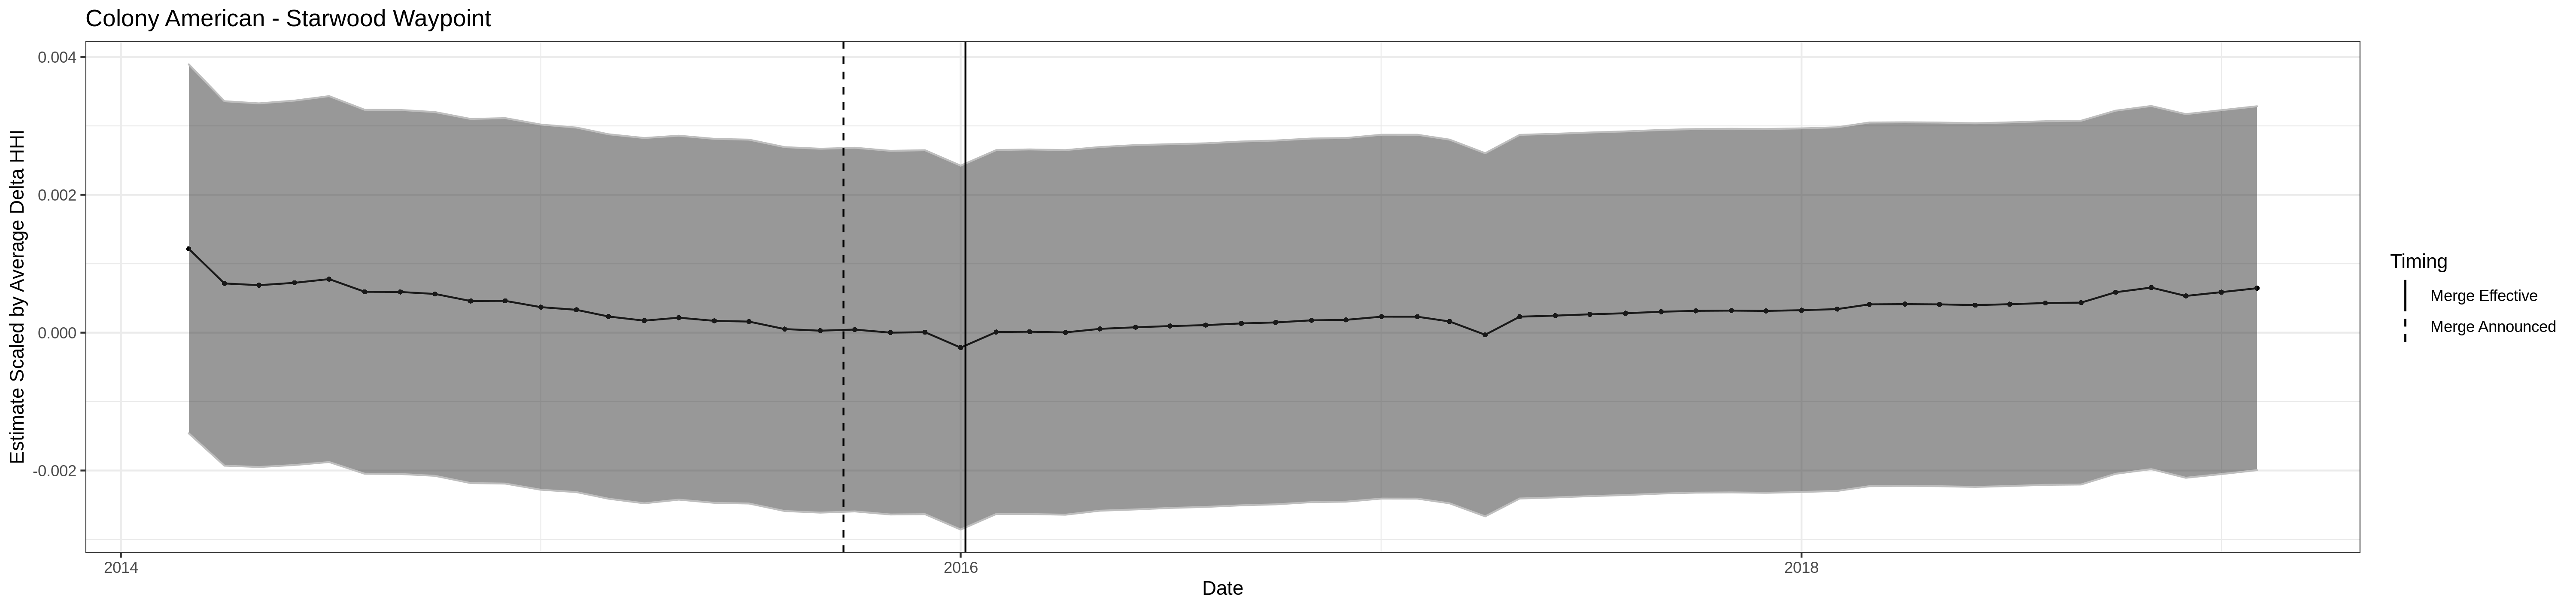 Colony American - Starwood Waypoint
Estimate Scaled by Average Delta HHI
0.004
0.002
0.000
-0.002
2014
2016
2018
Date
Timing
Merge Effective
Merge Announced